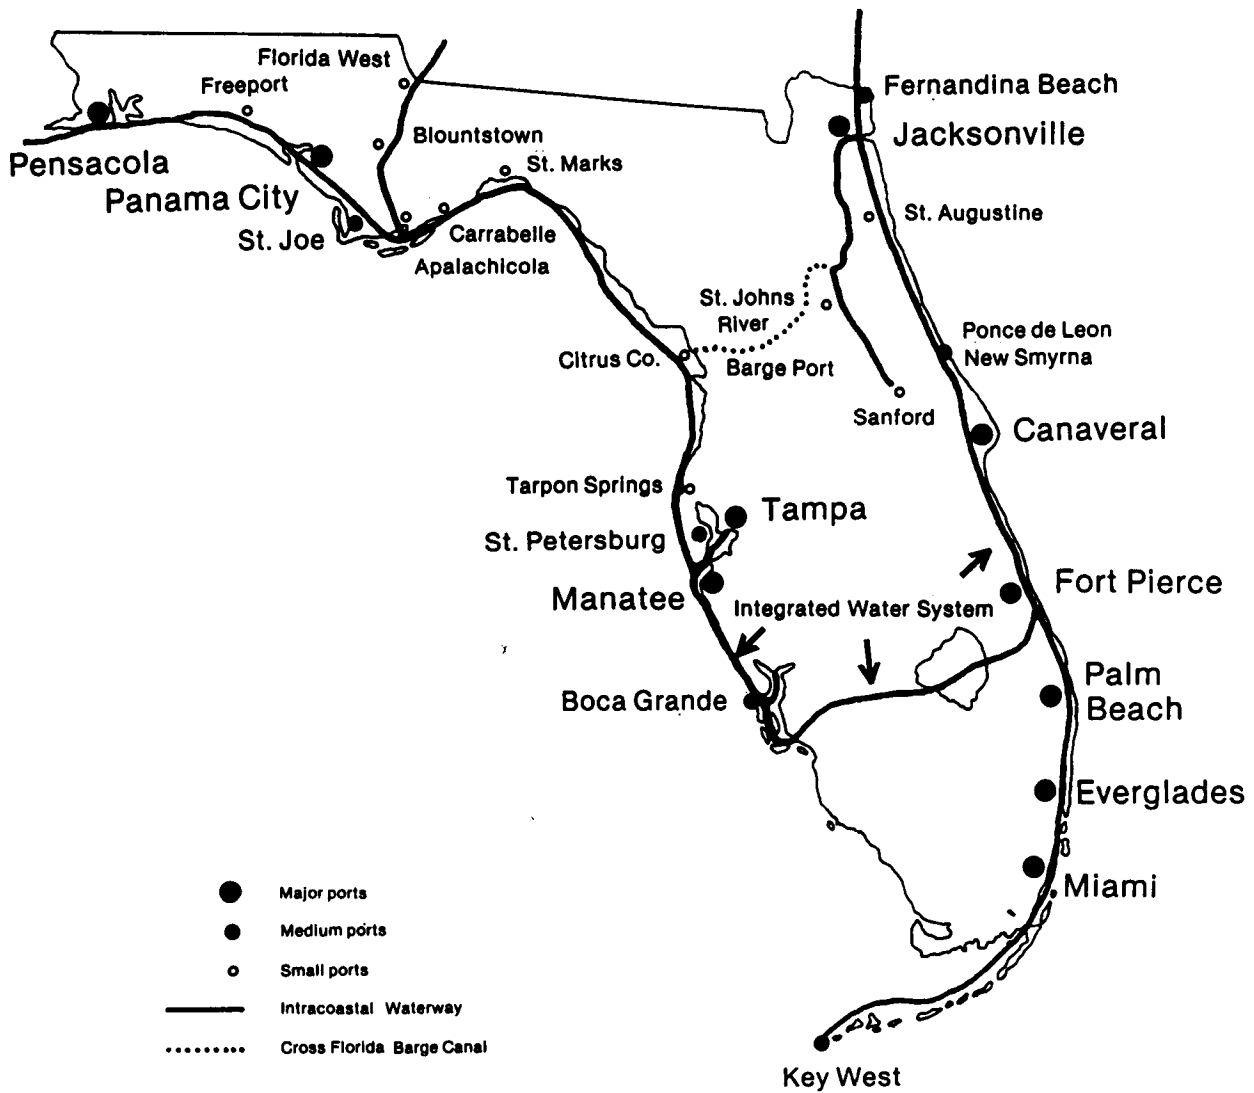 Florida West
Freeport
Fernandina Beach
Jacksonville
Blountstown
Pensacola
St. Marks
Panama City
St. Augustine
St. Joe
Carrabelle
Apalachicola
St. Johns
River
Ponce de Leon
New Smyrna
Citrus Co.
Barge Port
Sanford
Canaveral
Tarpon Springs
Tampa
St. Petersburg
Fort Pierce
Manatee
Integrated Water System
Palm
Beach
Boca Grande
Everglades
Miami
Major ports
Medium ports
Small ports
Intracoastal Waterway
Cross Florida Barge Canal
Key West